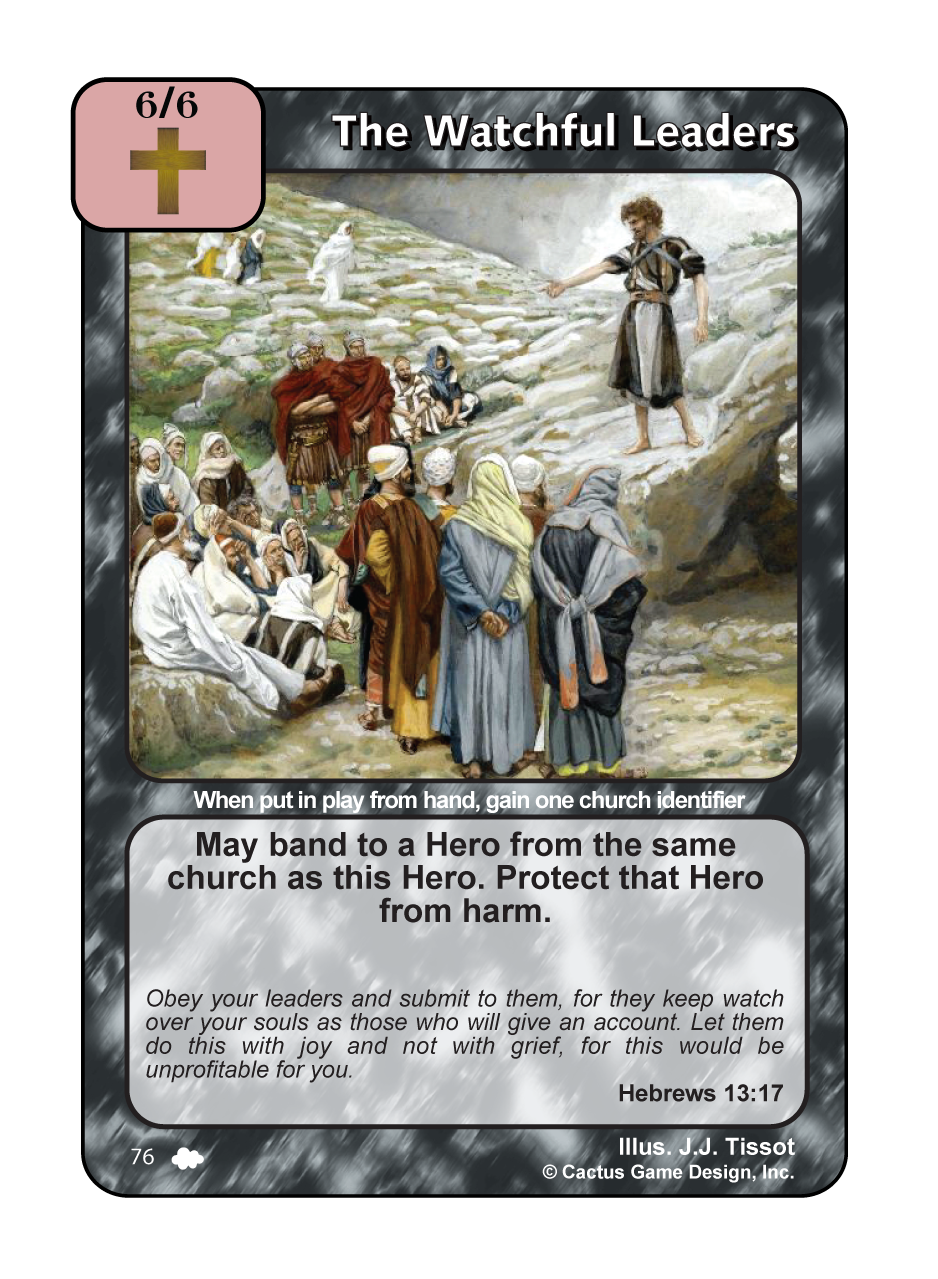 6/6
The Watchful Leaders
When put in play from hand, gain one church identifier
May band to a Hero from the same
church as this Hero. Protect that Hero
from harm.
Obey your leaders and submit to them, for they keep watch
over your souls as those who will give an account. Let them
do this with joy and not with grief, for this would be
unprofitable for you.
Hebrews 13:17
76
Illus. J.J. Tissot
© Cactus Game Design, Inc.